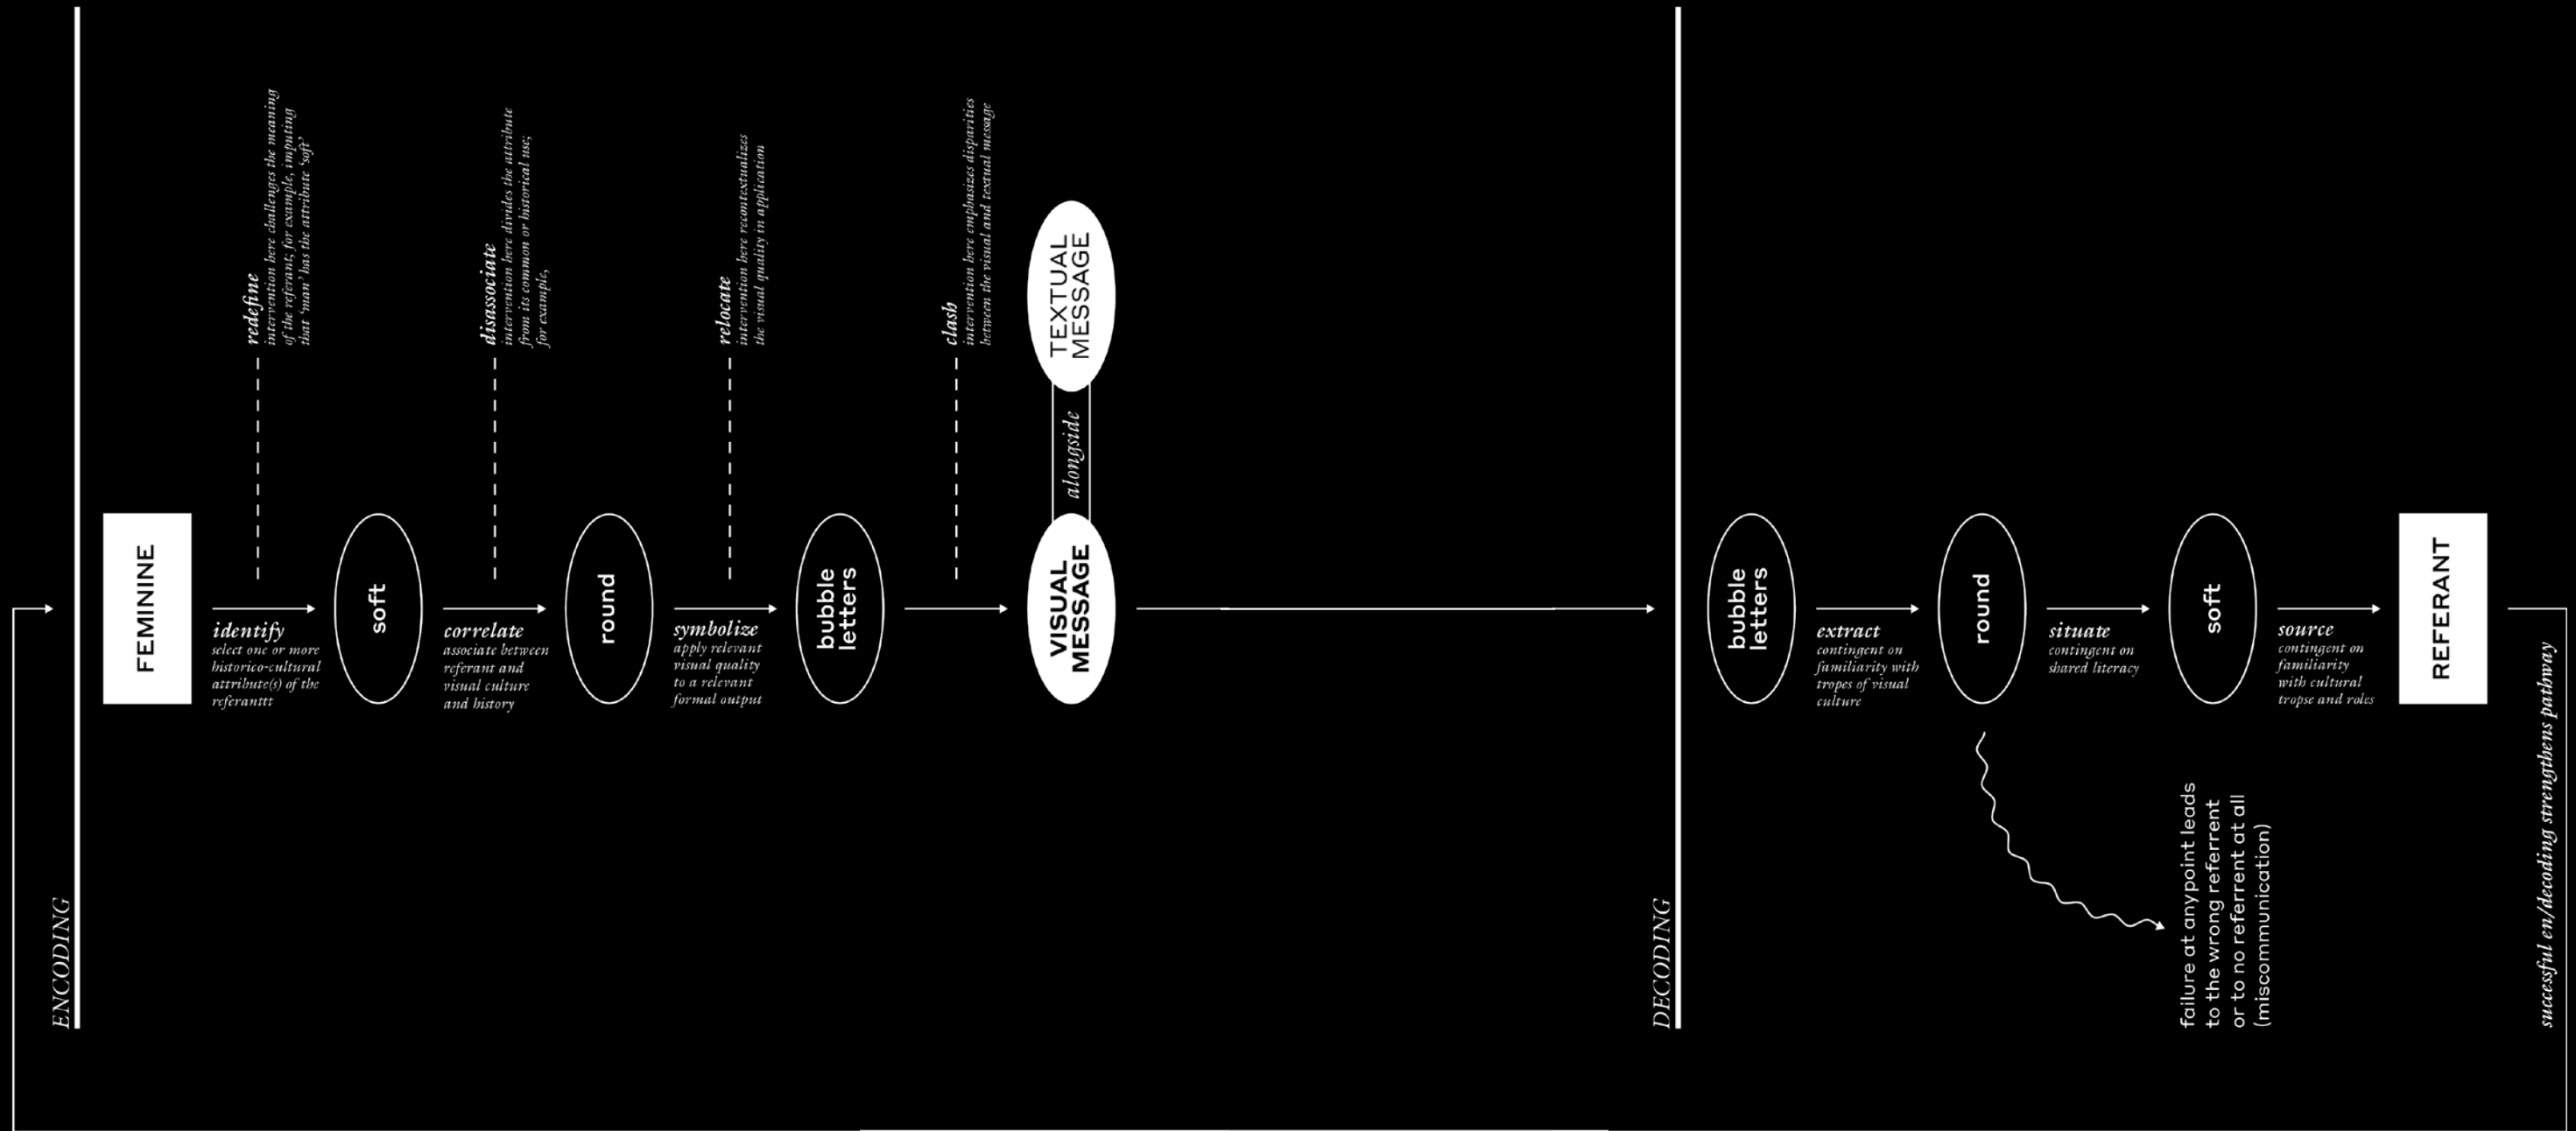 ENCODING
FEMININE
redefine
intervention here challenges the meaning
of the referant; for example, imputing
that 'man' has the attribute 'soft'
identify
select one or more
historico-cultural
attribute(s) of the
referanttt
soft
disassociate
intervention here divides the attribute
from its common or historical use;
for example,
correlate
associate between
referant and
visual culture
and history
round
relocate
intervention here recontextualizes
the visual quality in application
symbolize
apply relevant
visual quality
to a relevant
formal output
bubble
letters
clash
intervention here emphasizes disparities
between the visual and textual message
TEXTUAL
MESSAGE
alongside
VISUAL
MESSAGE
DECODING
bubble
letters
extract
contingent on
familiarity with
tropes of visual
culture
round
situate
contingent on
shared literacy
soft
source
contingent on
familiarity
with cultural
tropse and roles
REFERANT
failure at anypoint leads
to the wrong referrent
or to no referrent at all
(miscommunication)
successful en/decoding strengthens pathway